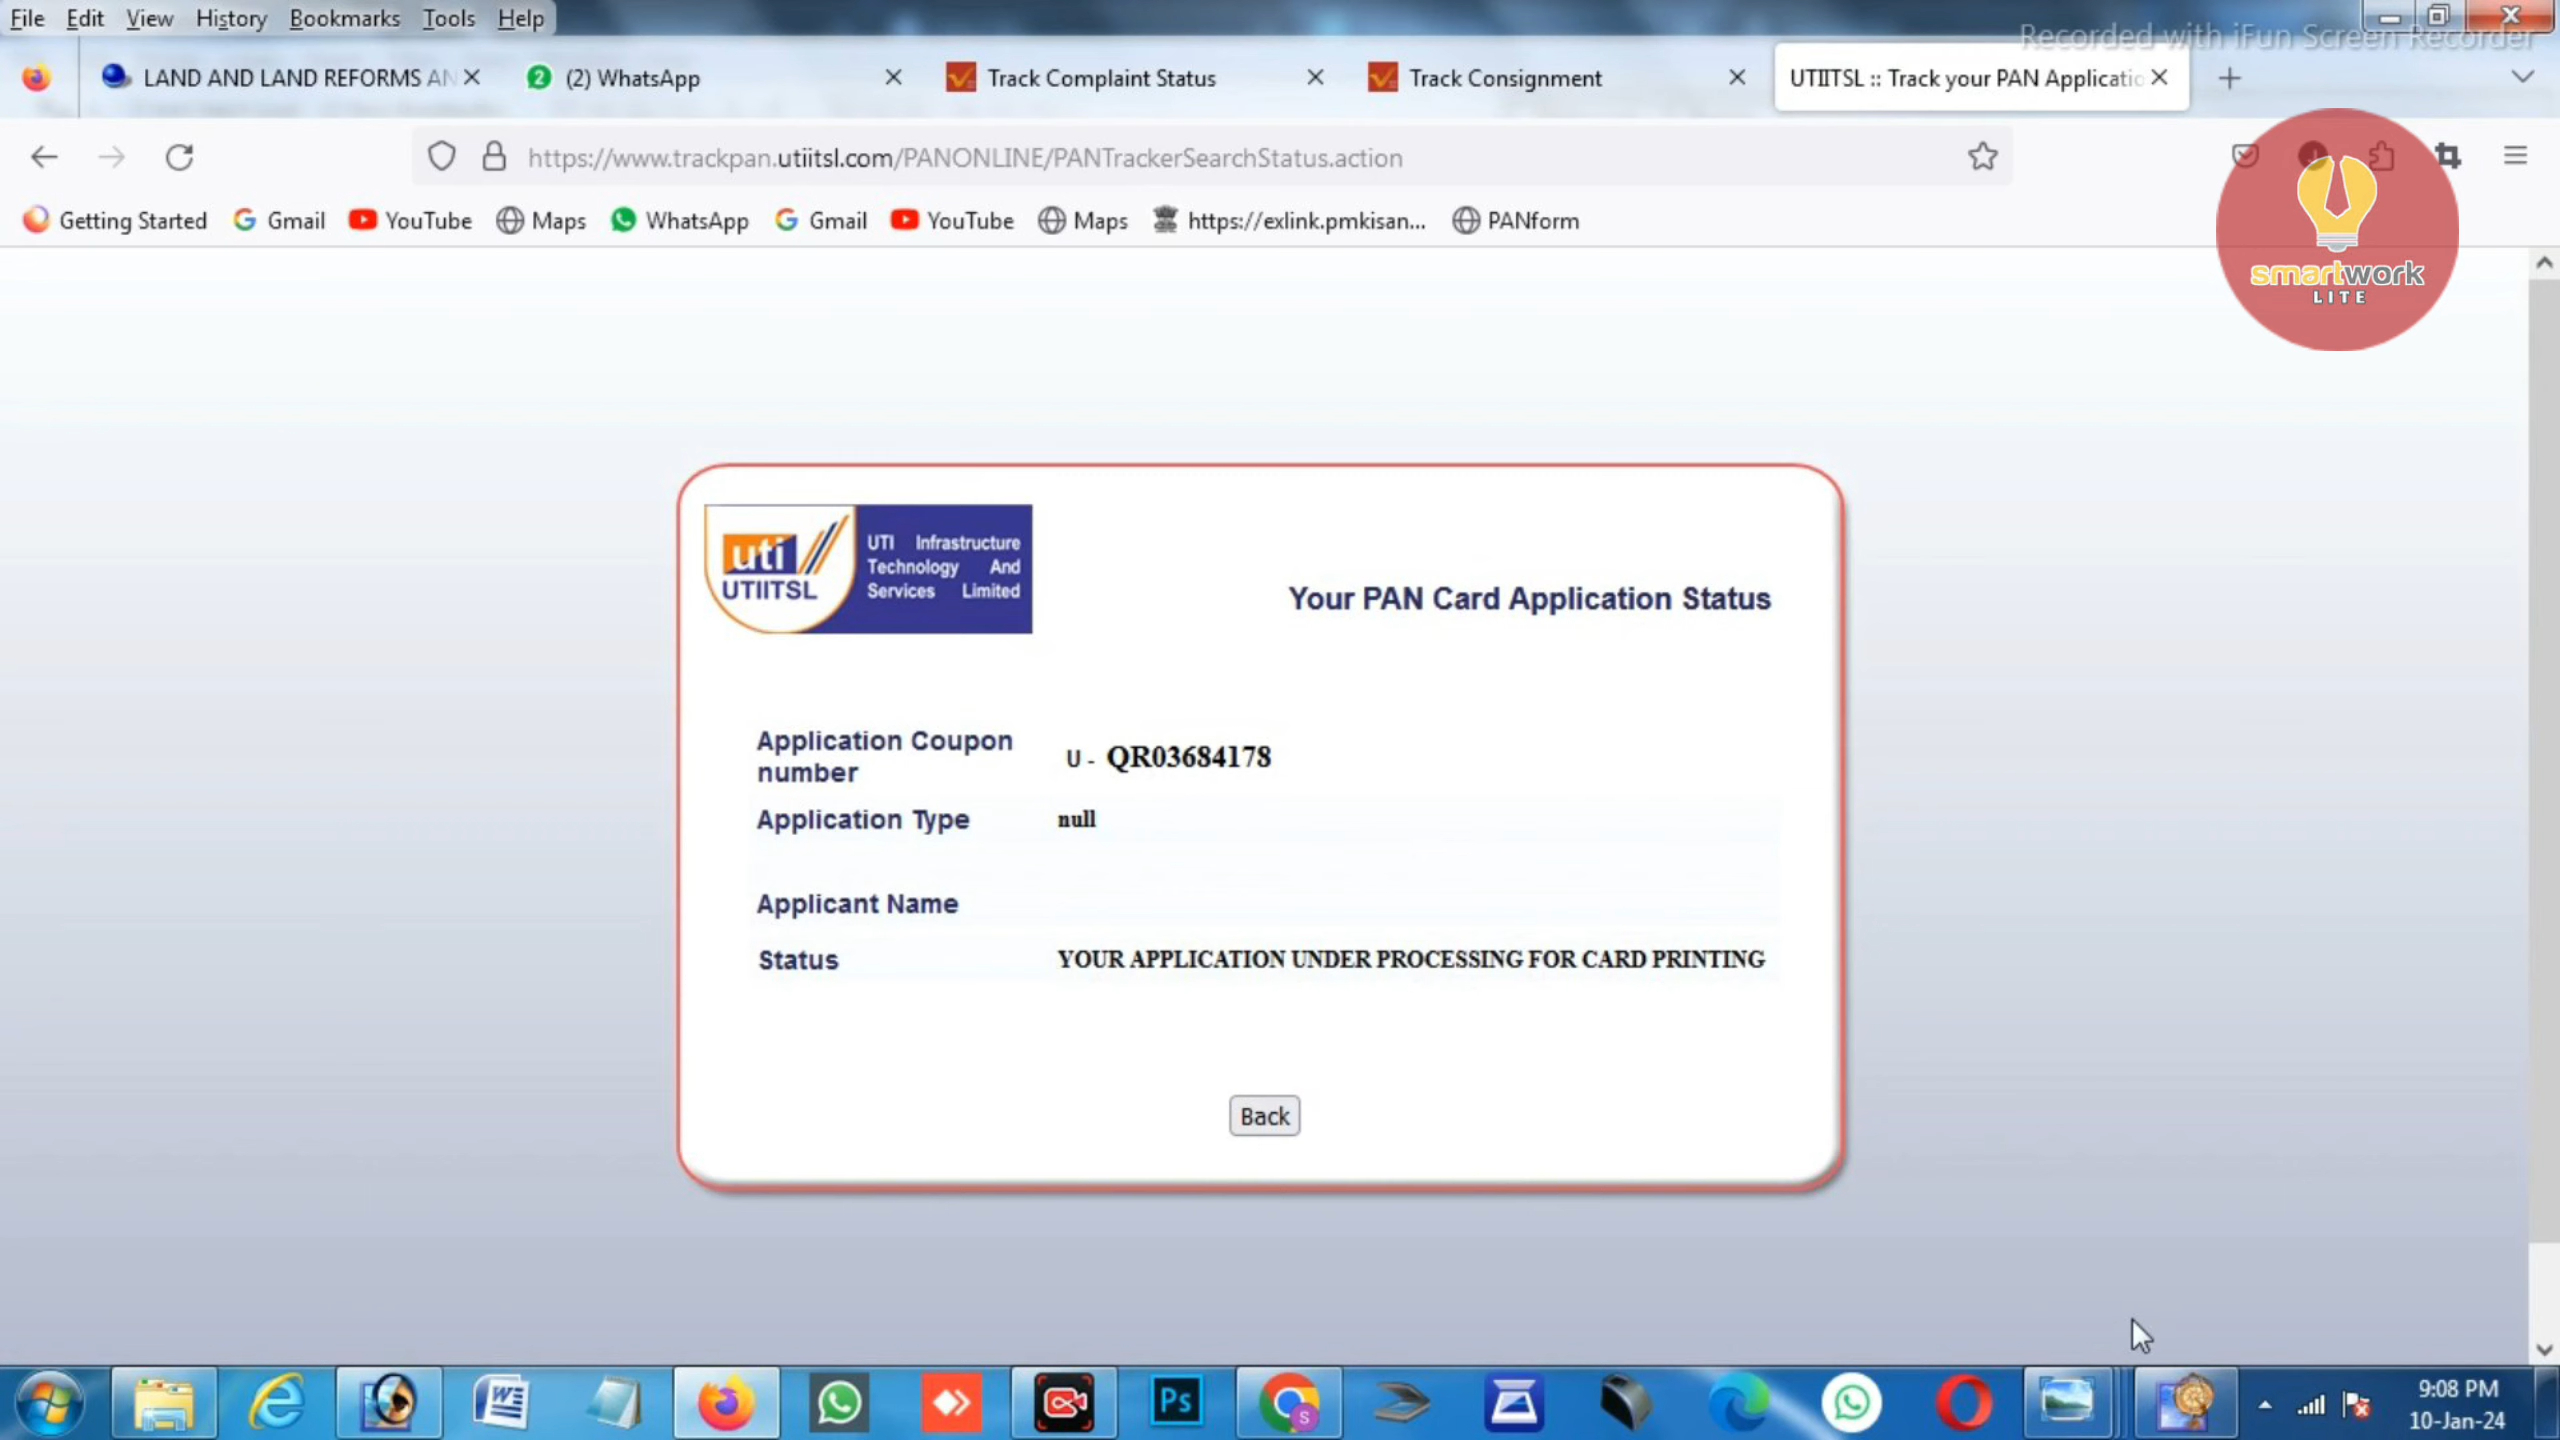 File Edit View History Bookmarks Tools Help
Recorded with iFun Screen Recorder
LAND AND LAND REFORMS AN
2 (2) WhatsApp
Track Complaint Status
Track Consignment
UTIITSL :: Track your PAN Applicatio
https://www.trackpan.utiitsl.com/PANONLINE/PANTrackerSearchStatus.action
Getting Started Gmail YouTube Maps WhatsApp Gmail YouTube Maps https://exlink.pmkisan... PANform
smartwork
LITE
uti
UTIITSL
UTI Infrastructure
Technology And
Services Limited
Your PAN Card Application Status
Application Coupon
number
U - QR03684178
Application Type null
Applicant Name
Status YOUR APPLICATION UNDER PROCESSING FOR CARD PRINTING
Back
Ps
S
9:08 PM
10-Jan-24